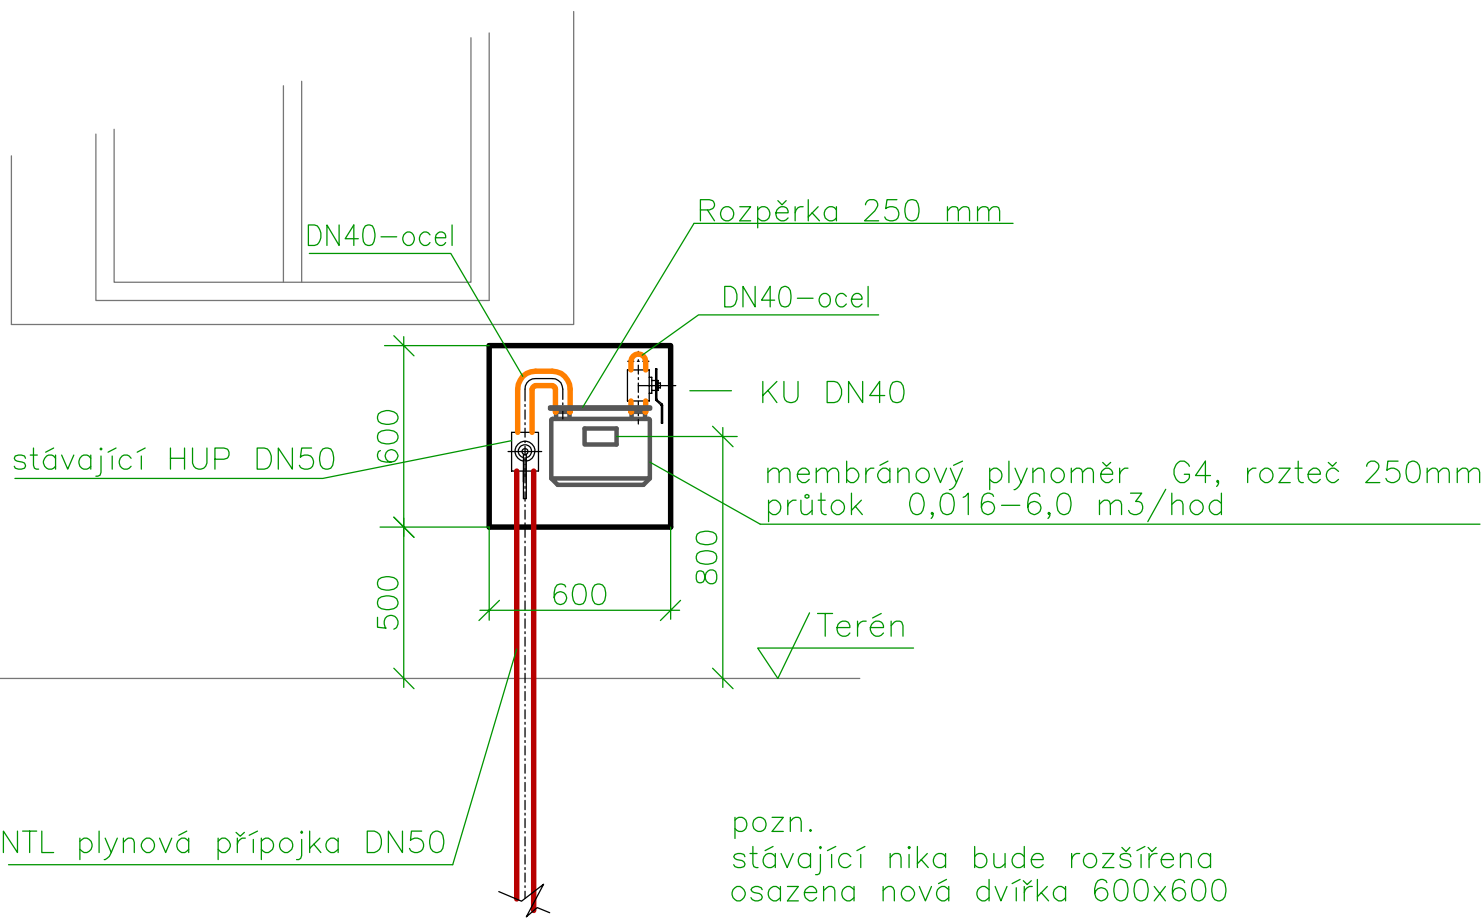 Rozpěrka 250 mm
DN40-ocel
DN40-ocel
KU DN40
600
stávající HUP DN50
membránový plynoměr G4, rozteč 250mm
průtok 0,016-6,0 m3/hod
800
500
600
Terén
NTL plynová přípojka DN50
pozn.
stávající nika bude rozšířena
osazena nová dvířka 600x600